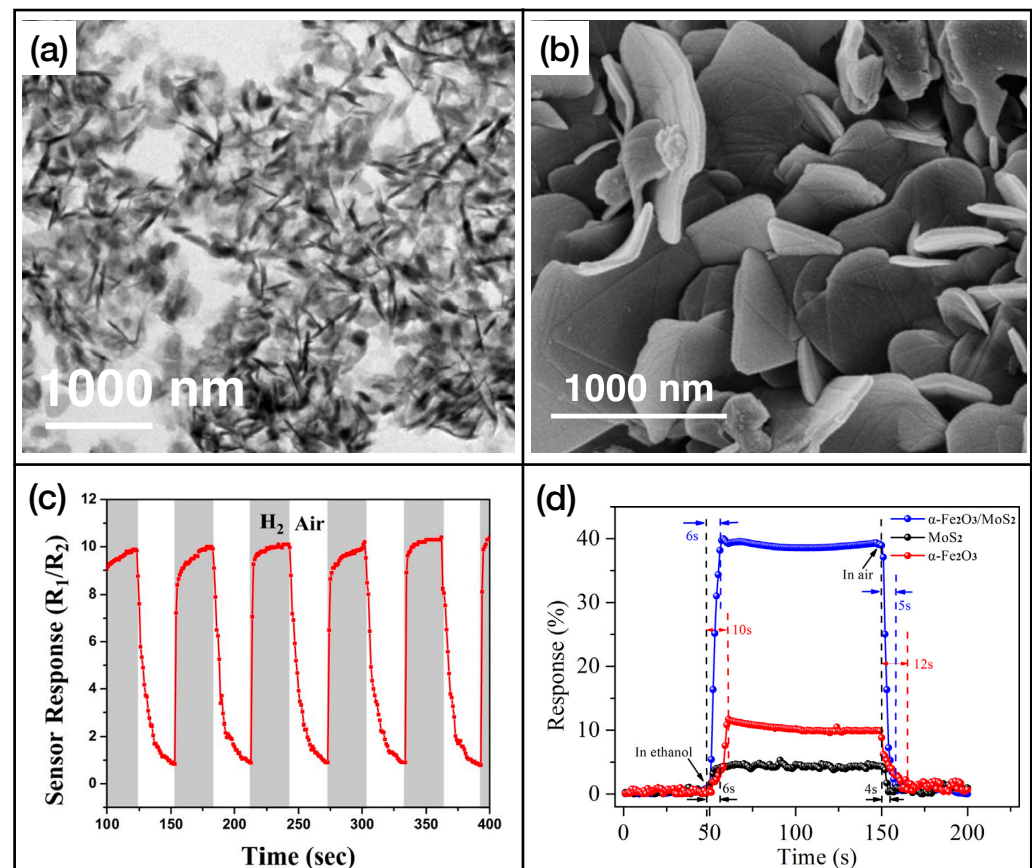 (a)
1000 nm
(b)
1000 nm
(c)
Sensor Response (R₁/R₂)
12
10
8
6
4
2
0
H₂ Air
100 150 200 250 300 350 400
Time (sec)
(d)
Response (%)
40
30
20
10
0
α-Fe₂O₃/MoS₂
MoS₂
α-Fe₂O₃
6s
In air
5s
10s
12s
In ethanol
6s
4s
0 50 100 150 200
Time (s)